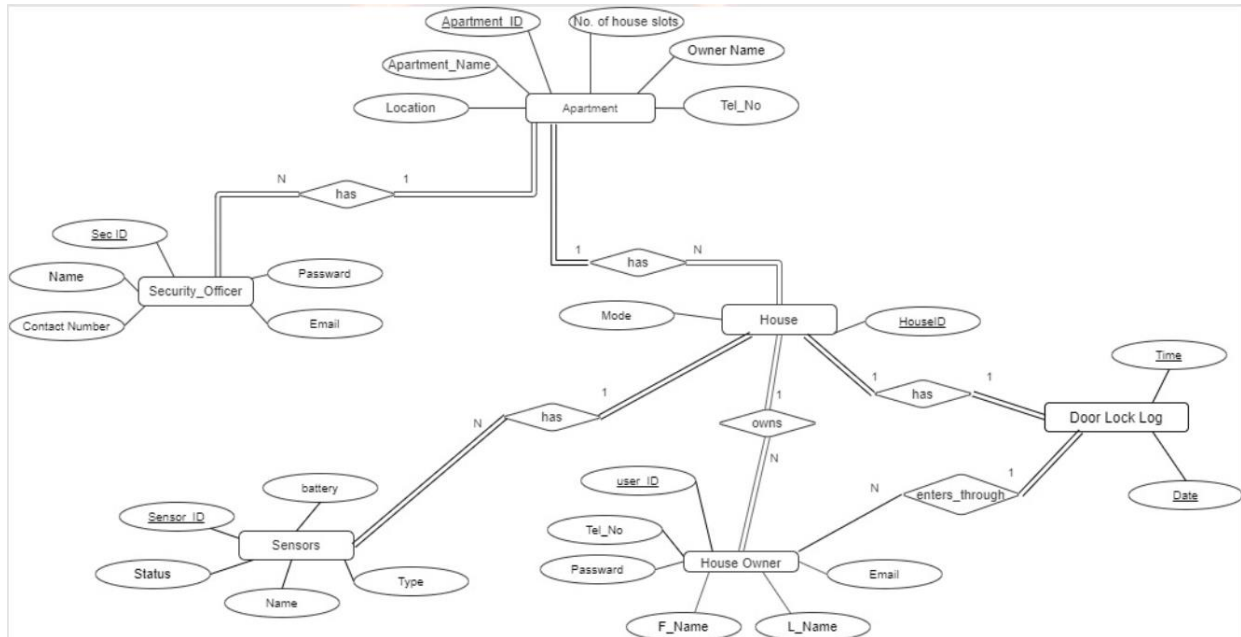 Apartment_ID
No. of house slots
Apartment_Name
Owner Name
Location
Apartment
Tel_No
N
has
1
Sec ID
1
has
N
Name
Passward
Security_Officer
Contact Number
Email
Mode
House
HouseID
Time
1
1
has
1
N
has
1
Door Lock Log
owns
N
battery
user_ID
N
enters_through
1
Date
Sensor_ID
Tel_No
Sensors
House Owner
Status
Type
Passward
Email
Name
F_Name
L_Name